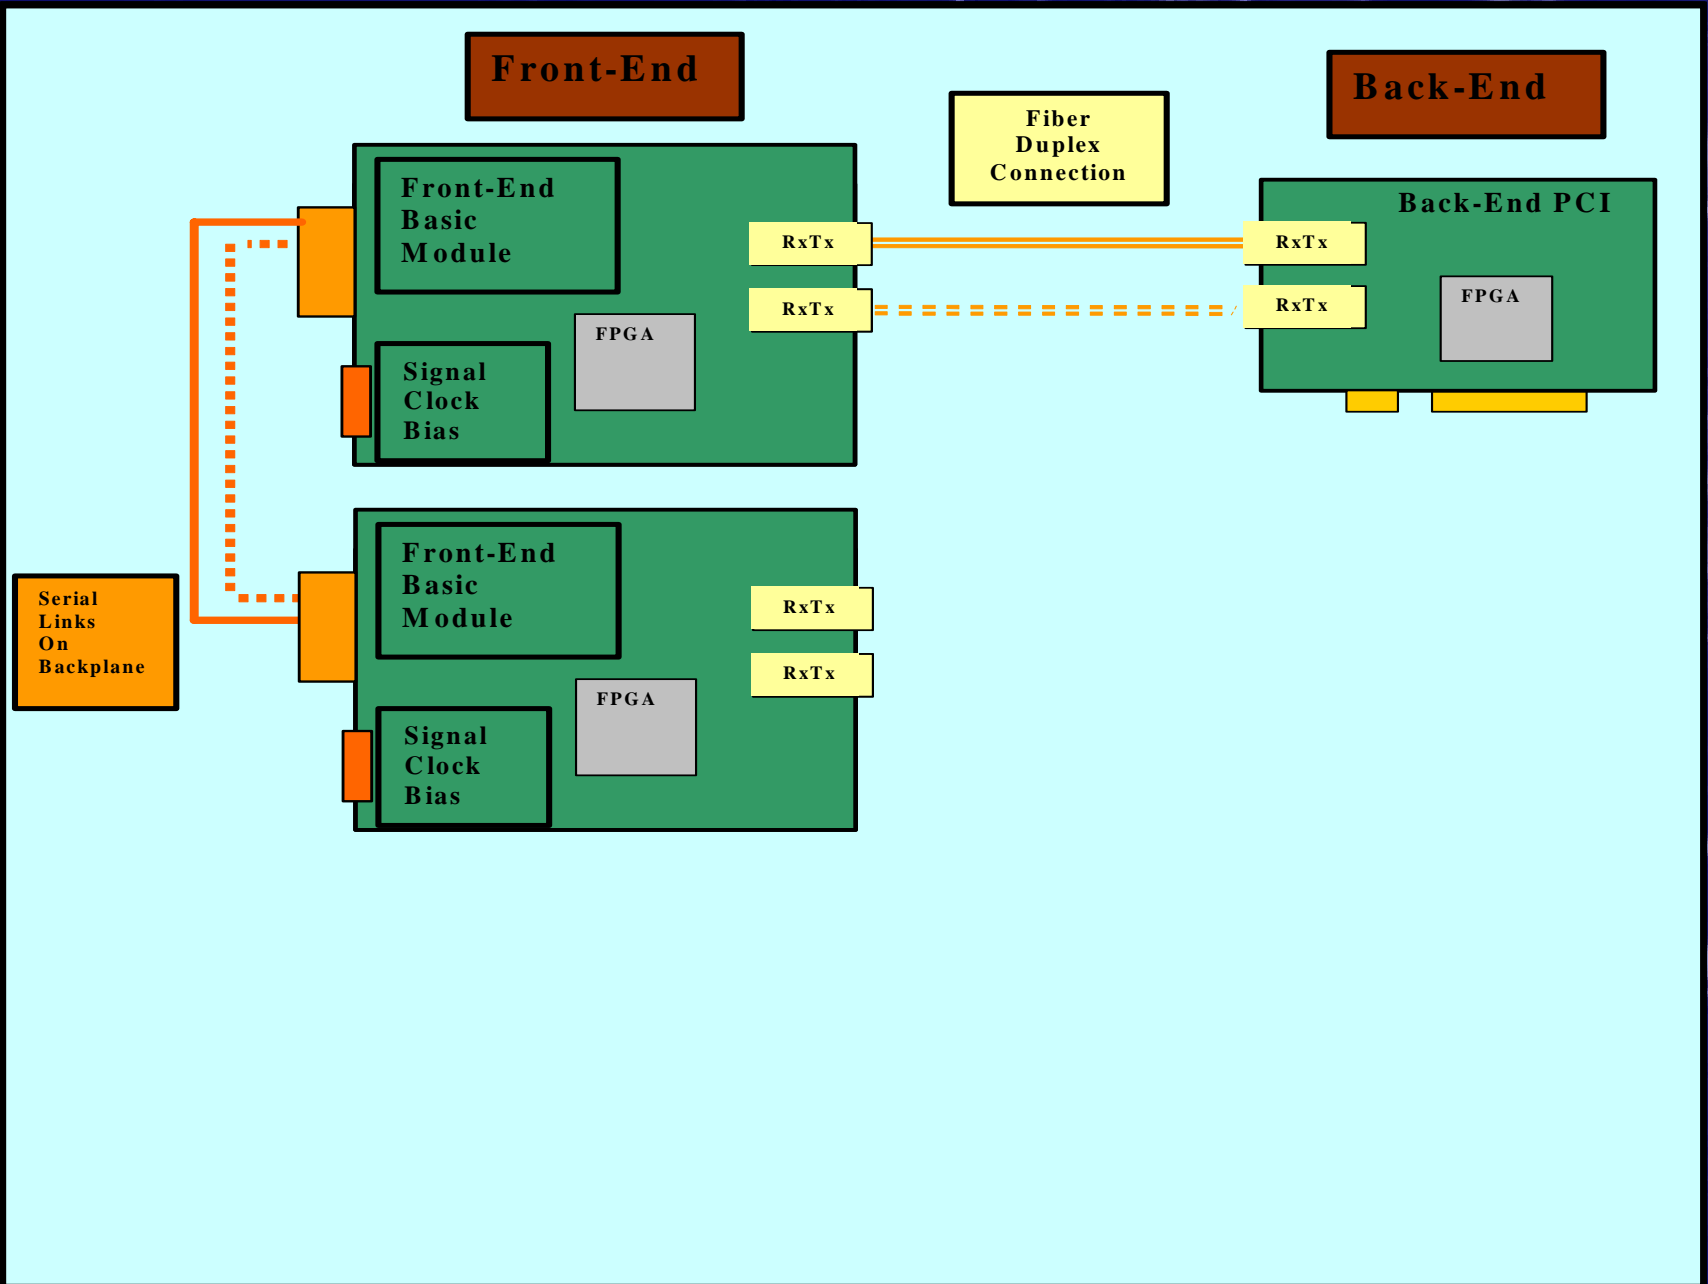 Front-End
Back-End
Fiber
Duplex
Connection
Front-End
Basic
Module
RxTx
RxTx
FPGA
Signal
Clock
Bias
Back-End PCI
RxTx
RxTx
FPGA
Serial
Links
On
Backplane
Front-End
Basic
Module
RxTx
RxTx
FPGA
Signal
Clock
Bias